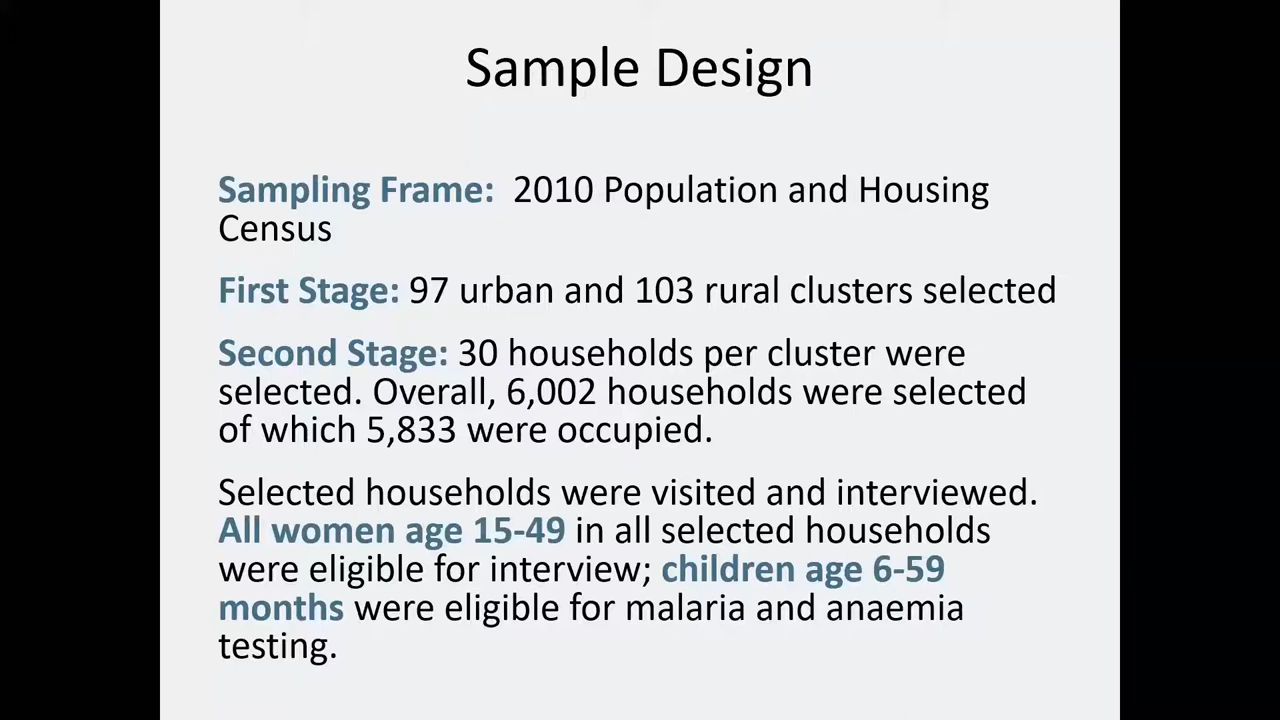 Sample Design
Sampling Frame:  2010 Population and Housing
Census
First Stage: 97 urban and 103 rural clusters selected
Second Stage: 30 households per cluster were
selected. Overall, 6,002 households were selected
of which 5,833 were occupied.
Selected households were visited and interviewed.
All women age 15-49 in all selected households
were eligible for interview; children age 6-59
months were eligible for malaria and anaemia
testing.